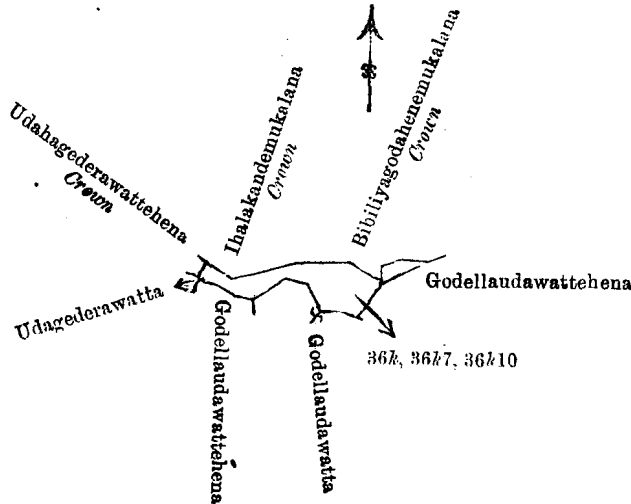 Udahagederawattehena
Crown
Ihalakandemukalana
Crown
Bibiliyagodahenemukalana
Crown
Godellaudawattehena
Udagederawatta
Godellaudawattehena
Godellaudawatta
36k, 36k7, 36k10